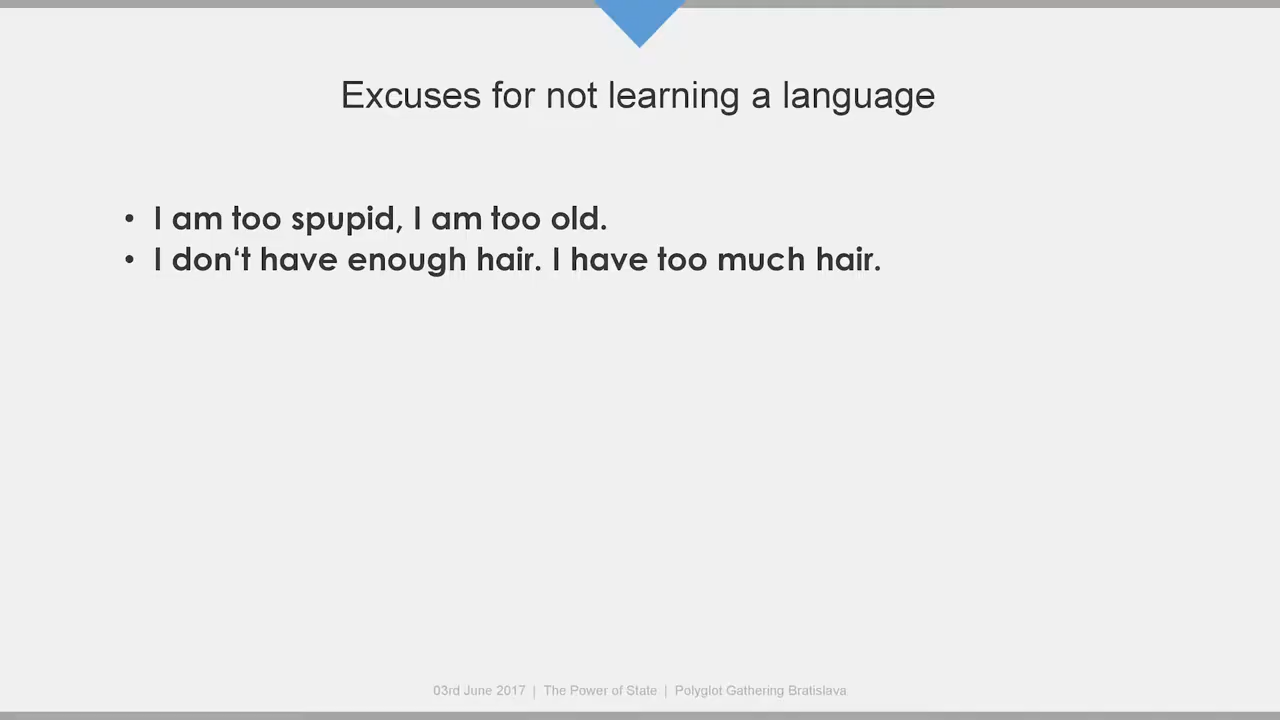 Excuses for not learning a language
• I am too spupid, I am too old.
• I don‘t have enough hair. I have too much hair.
03rd June 2017 | The Power of State | Polyglot Gathering Bratislava